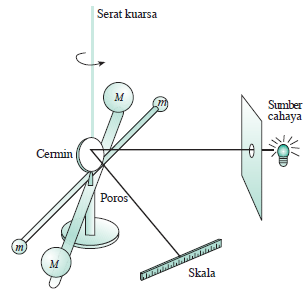 Serat kuarsa
M
m
Sumber
cahaya
Cermin
Poros
m
M
Skala